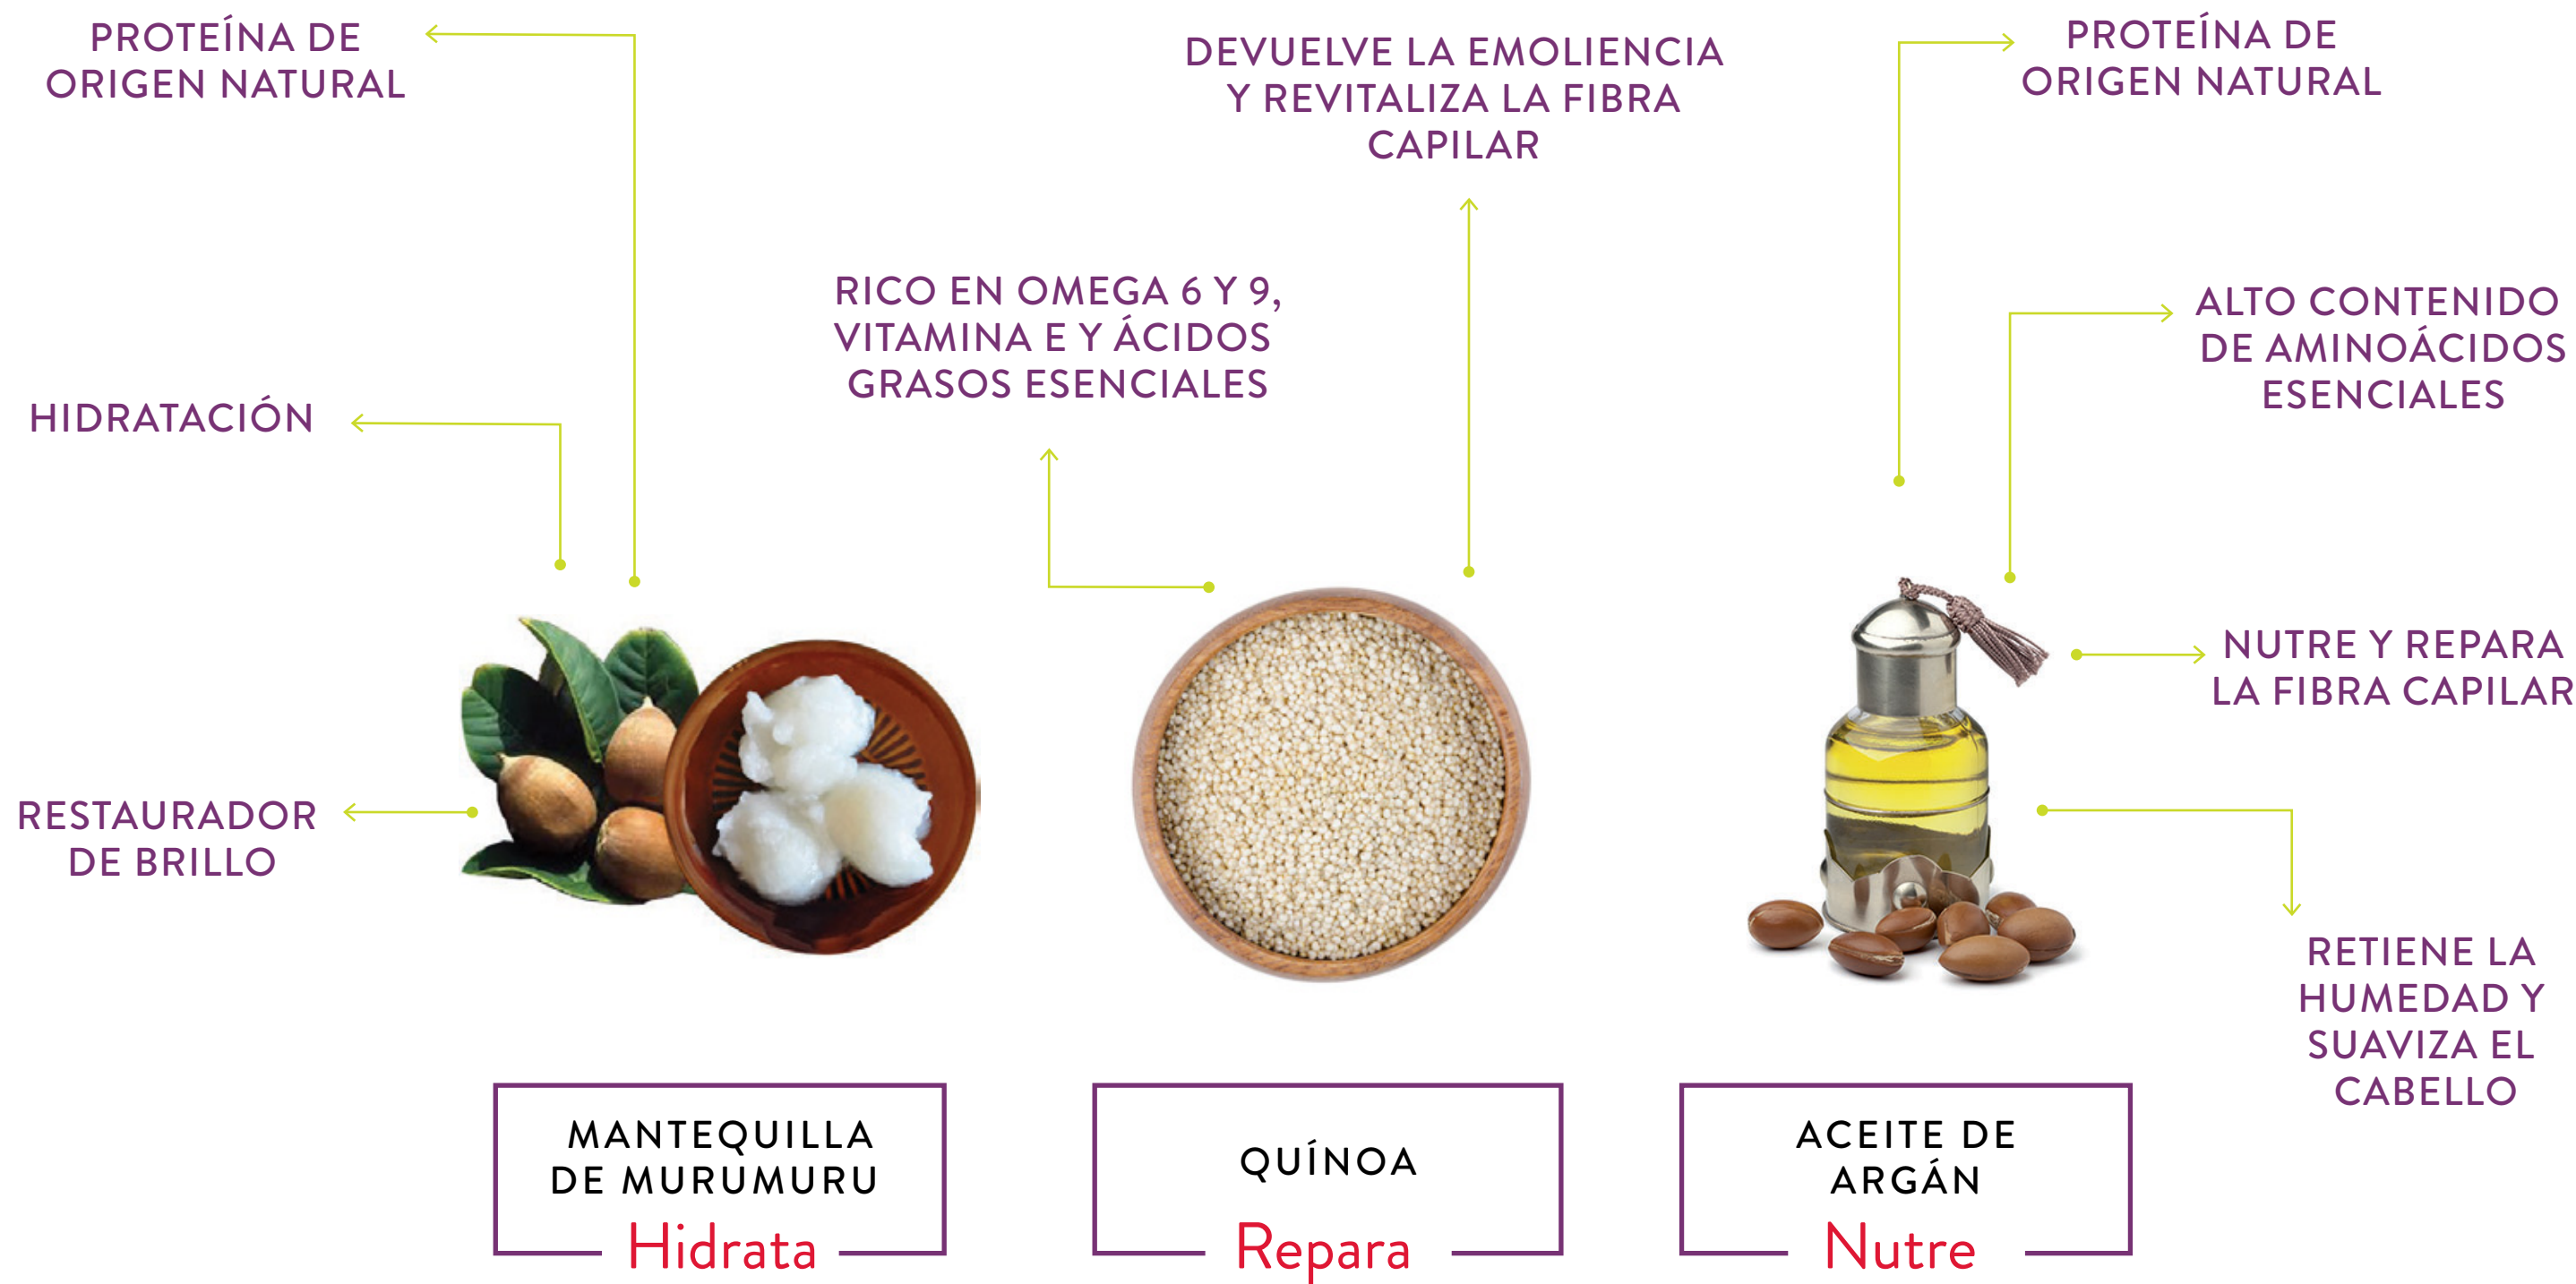 PROTEÍNA DE
ORIGEN NATURAL
HIDRATACIÓN
RESTAURADOR
DE BRILLO
MANTEQUILLA
DE MURUMURU
Hidrata
DEVUELVE LA EMOLIENCIA
Y REVITALIZA LA FIBRA
CAPILAR
RICO EN OMEGA 6 Y 9,
VITAMINA E Y ÁCIDOS
GRASOS ESENCIALES
QUÍNOA
Repara
PROTEÍNA DE
ORIGEN NATURAL
ALTO CONTENIDO
DE AMINOÁCIDOS
ESENCIALES
NUTRE Y REPARA
LA FIBRA CAPILAR
RETIENE LA
HUMEDAD Y
SUAVIZA EL
CABELLO
ACEITE DE
ARGÁN
Nutre